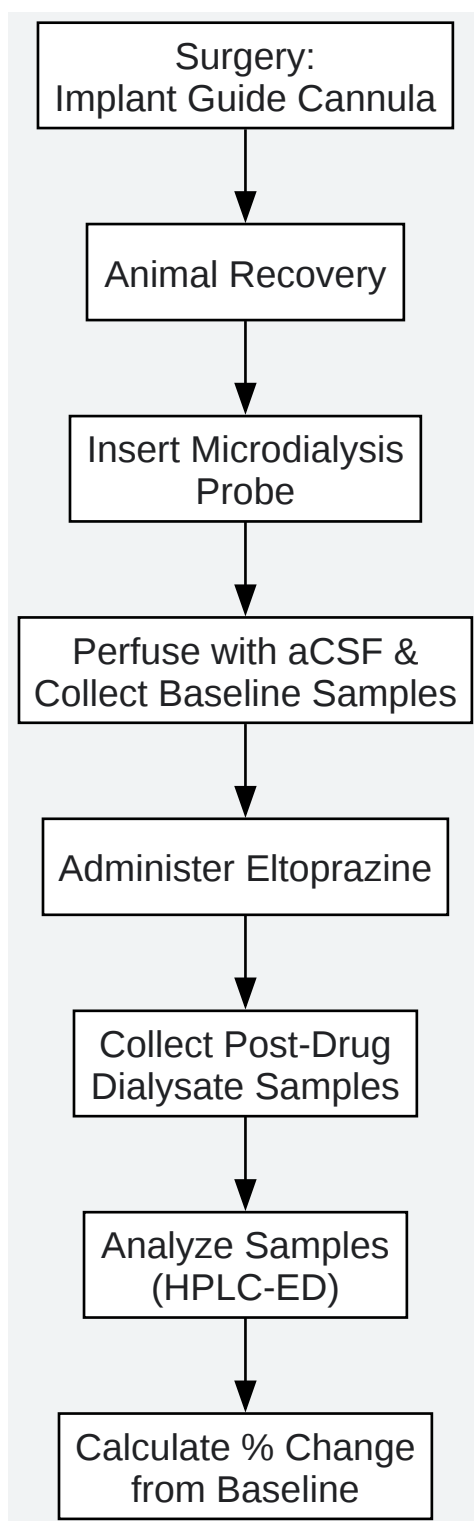 Surgery:
Implant Guide Cannula
Animal Recovery
Insert Microdialysis
Probe
Perfuse with aCSF &
Collect Baseline Samples
Administer Eltoprazine
Collect Post-Drug
Dialysate Samples
Analyze Samples
(HPLC-ED)
Calculate % Change
from Baseline